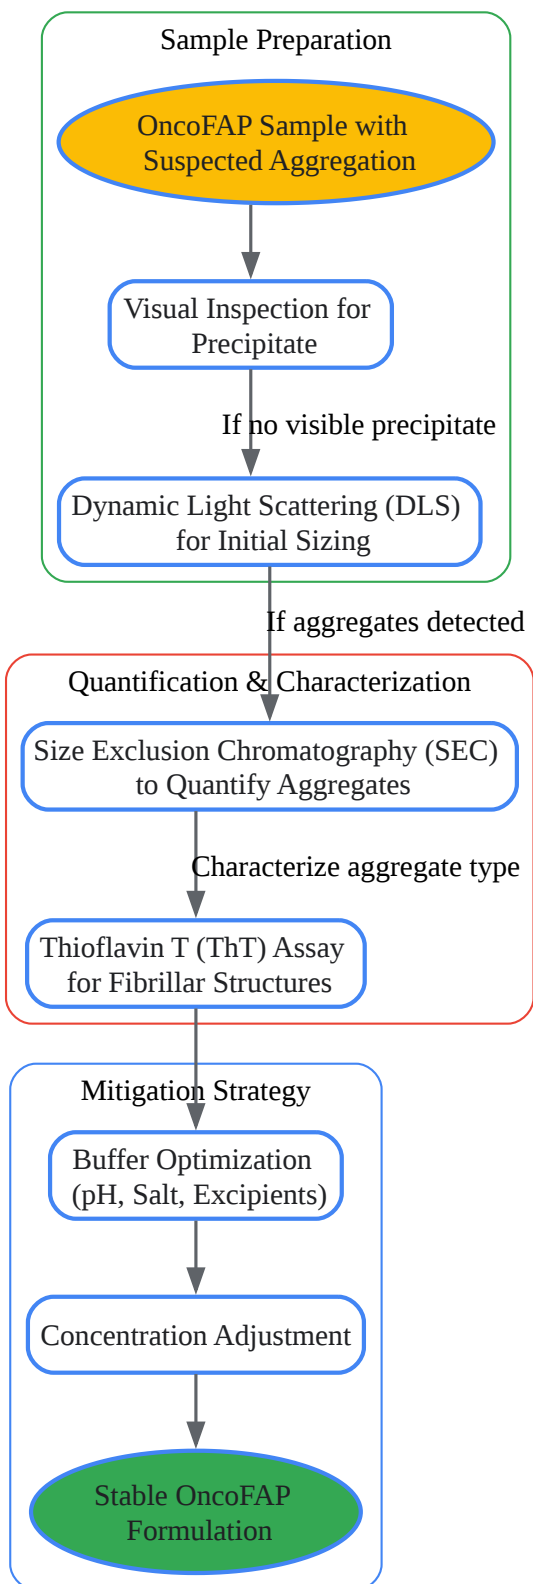 Sample Preparation
OncoFAP Sample with
Suspected Aggregation
Visual Inspection for
Precipitate
If no visible precipitate
Dynamic Light Scattering (DLS)
for Initial Sizing
If aggregates detected
Quantification & Characterization
Size Exclusion Chromatography (SEC)
to Quantify Aggregates
Characterize aggregate type
Thioflavin T (ThT) Assay
for Fibrillar Structures
Mitigation Strategy
Buffer Optimization
(pH, Salt, Excipients)
Concentration Adjustment
Stable OncoFAP
Formulation